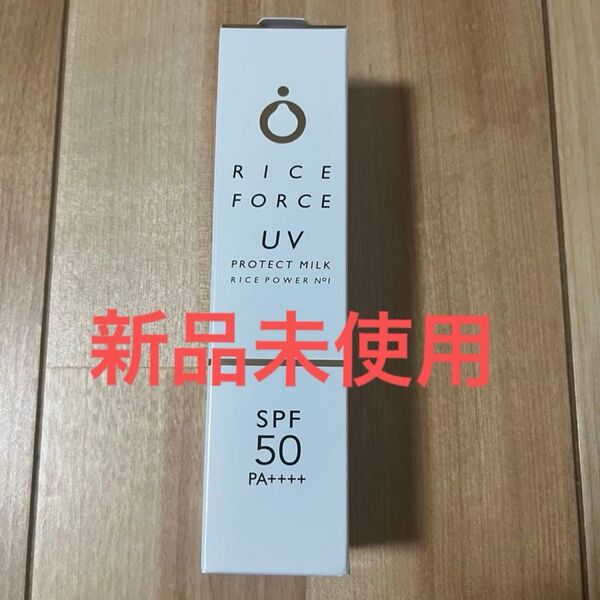 RICE
FORCE
UV
PROTECT MILK
RICE POWER Nº1
新品未使用
SPF
50
PA++++